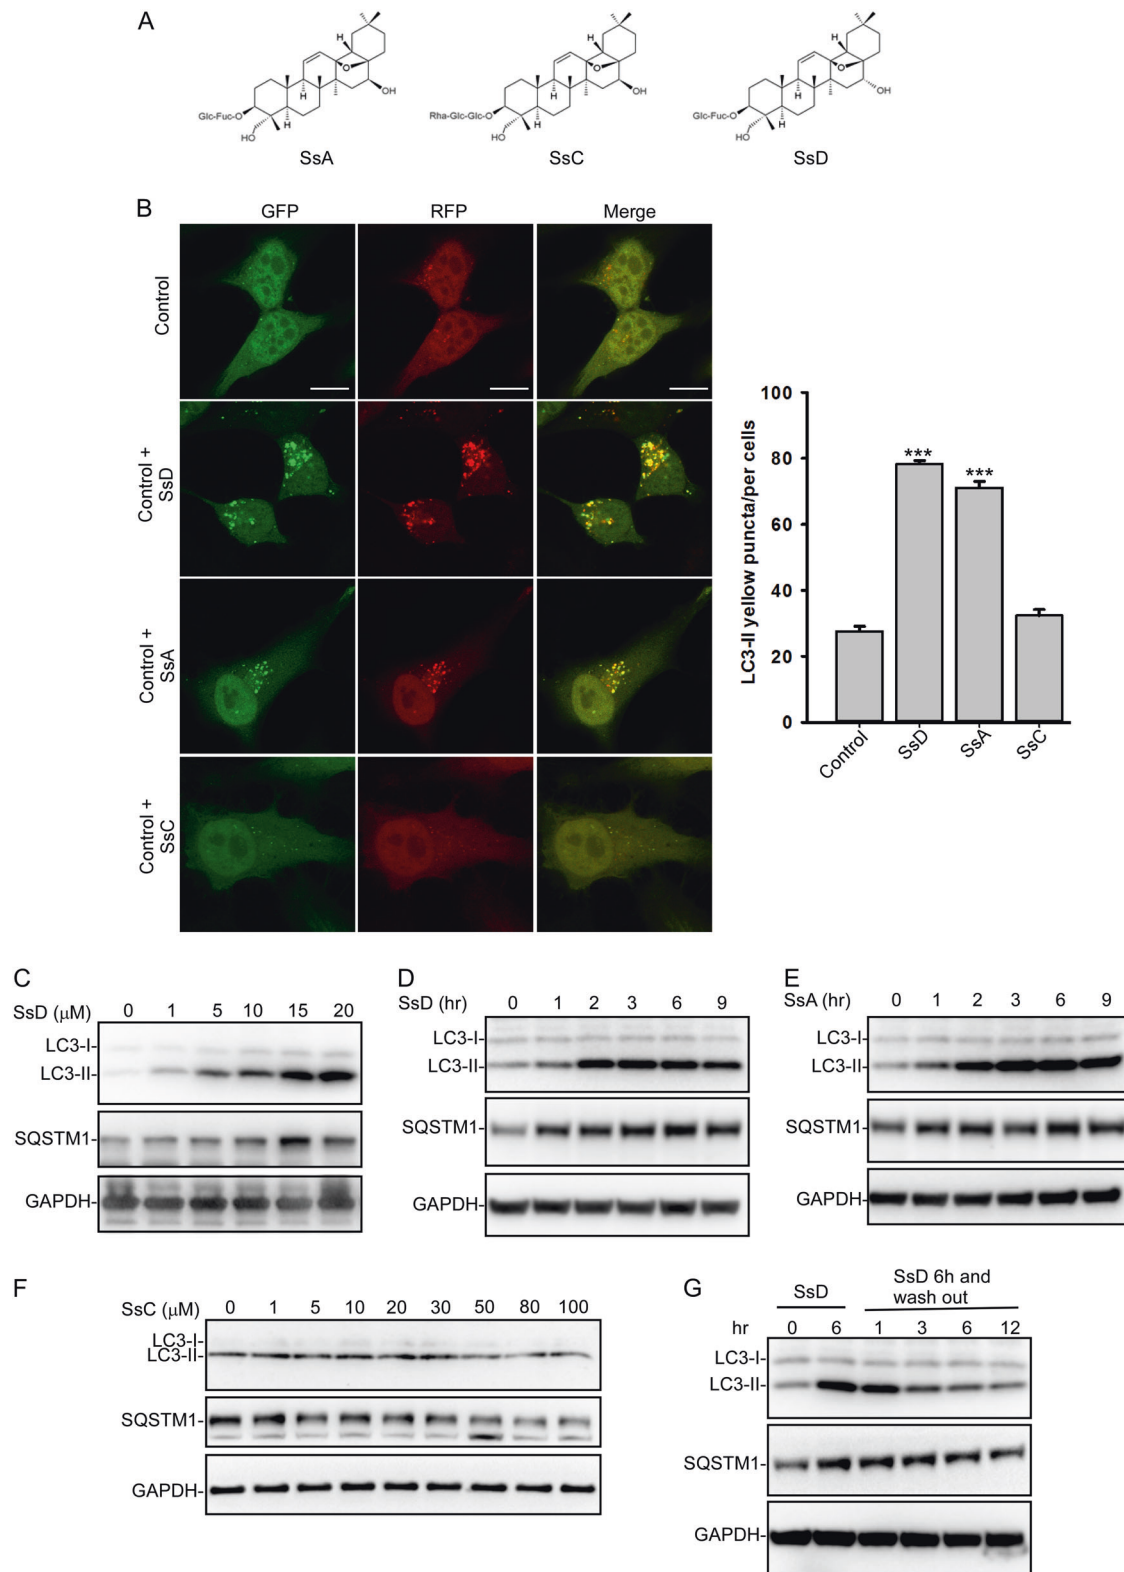 A
H
O
OH
H
H
Glc-Fuc-O
HO
SsA
H
O
OH
H
H
Rha-Glc-Glc-O
HO
SsC
H
O
OH
H
H
Glc-Fuc-O
HO
SsD
B
GFP RFP Merge
Control
Control +
SsD
Control +
SsA
Control +
SsC
LC3-II yellow puncta/per cells
100
80
60
40
20
0
*** ***
Control SsD SsA SsC
C
SsD (μM) 0 1 5 10 15 20
LC3-I-
LC3-II-
SQSTM1-
GAPDH-
D
SsD (hr) 0 1 2 3 6 9
LC3-I-
LC3-II-
SQSTM1-
GAPDH-
E
SsA (hr) 0 1 2 3 6 9
LC3-I-
LC3-II-
SQSTM1-
GAPDH-
F
SsC (μM) 0 1 5 10 20 30 50 80 100
LC3-I-
LC3-II-
SQSTM1-
GAPDH-
G
SsD
SsD 6h and
wash out
hr 0 6 1 3 6 12
LC3-I-
LC3-II-
SQSTM1-
GAPDH-